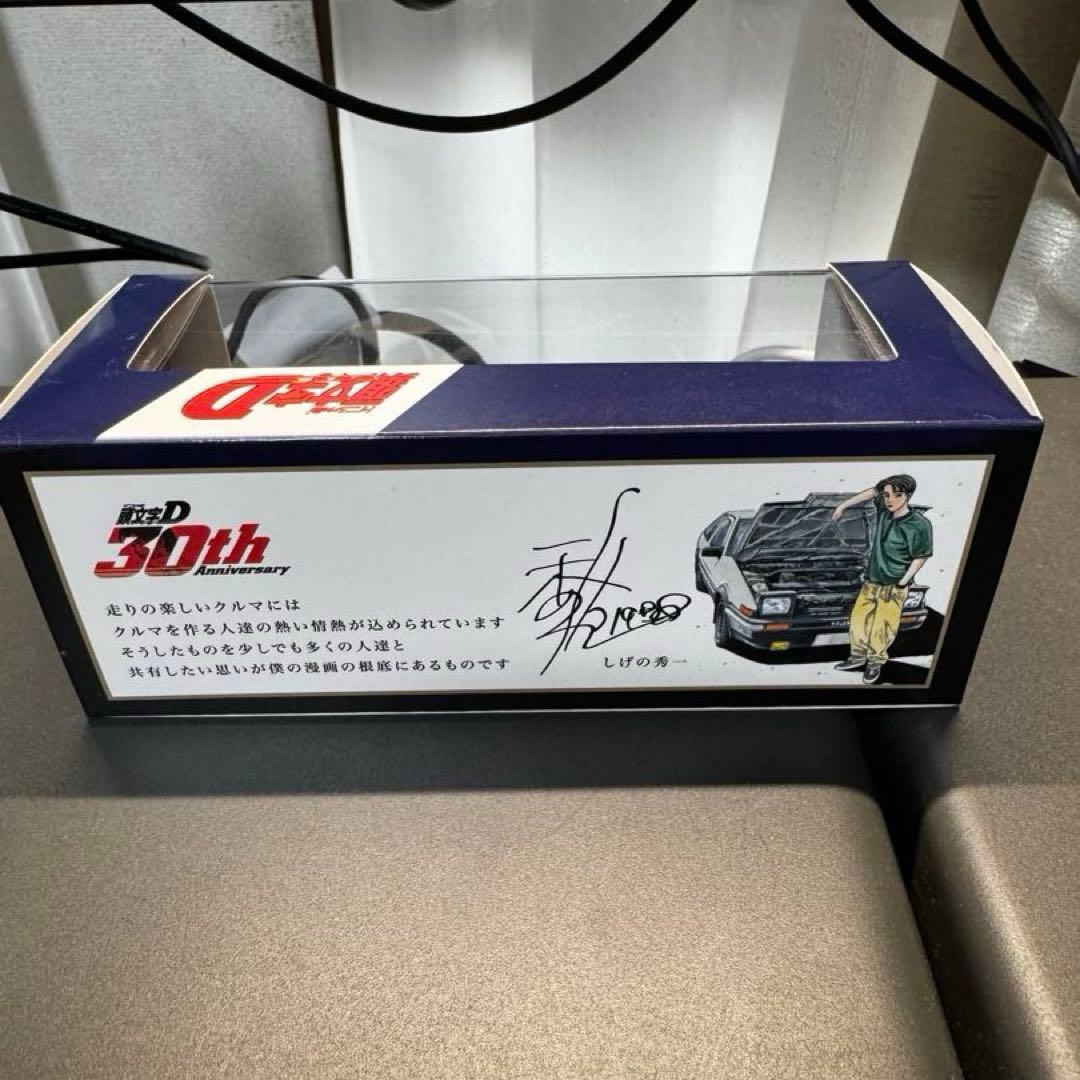 頭文字D
頭文字D
30th
Anniversary
走りの楽しいクルマには
クルマを作る人達の熱い情熱が込められています
そうしたものを少しでも多くの人達と
共有したい思いが僕の漫画の根底にあるものです
しげの秀一